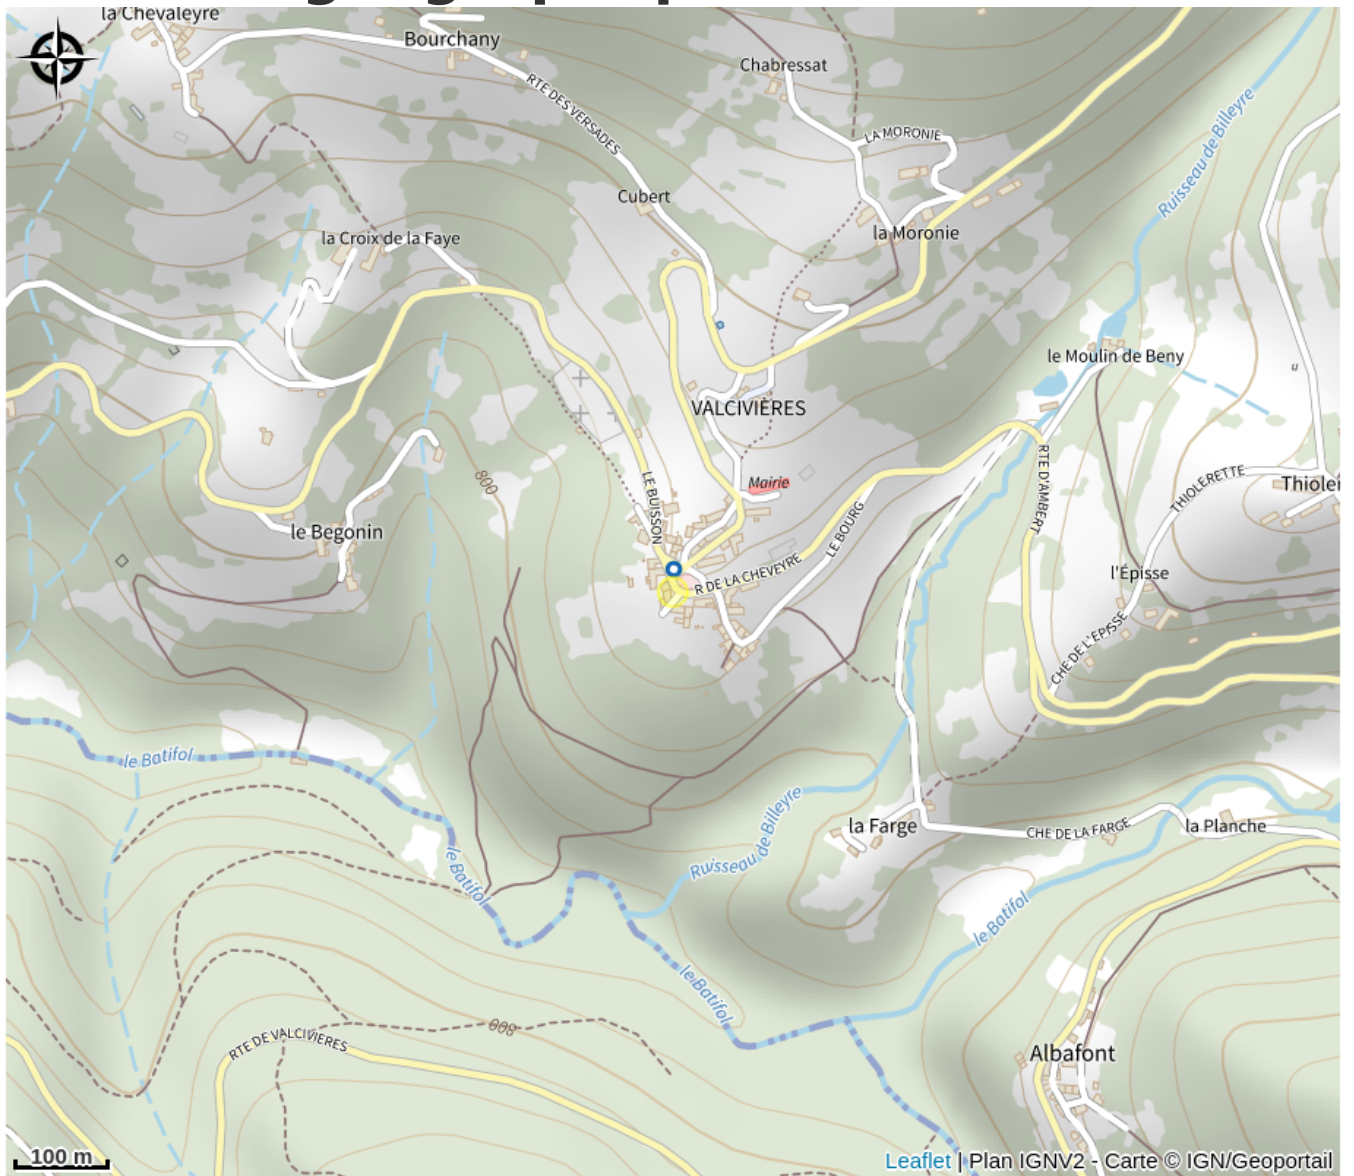 la Chevaleyre
Bourchany
Chabressat
RTE DES VERSADES
LA MORONIE
Ruisseau de Billeyre
Cubert
la Croix de la Faye
la Moronie
le Moulin de Beny
VALCIVIÈRES
Mairie
800
LE BUISSON
RTE D'AMBERT
THIOLERETTE
LE BOURG
le Begonin
R DE LA CHEVEYRE
l'Épisse
CHE DE L'EPISSE
le Batifol
Ruisseau de Billeyre
la Farge
CHE DE LA FARGE
la Planche
le Batifol
le Batifol
le Batifol
800
RTE DE VALCIVIERES
Albafont
100 m
Leaflet | Plan IGNV2 - Carte © IGN/Geoportail